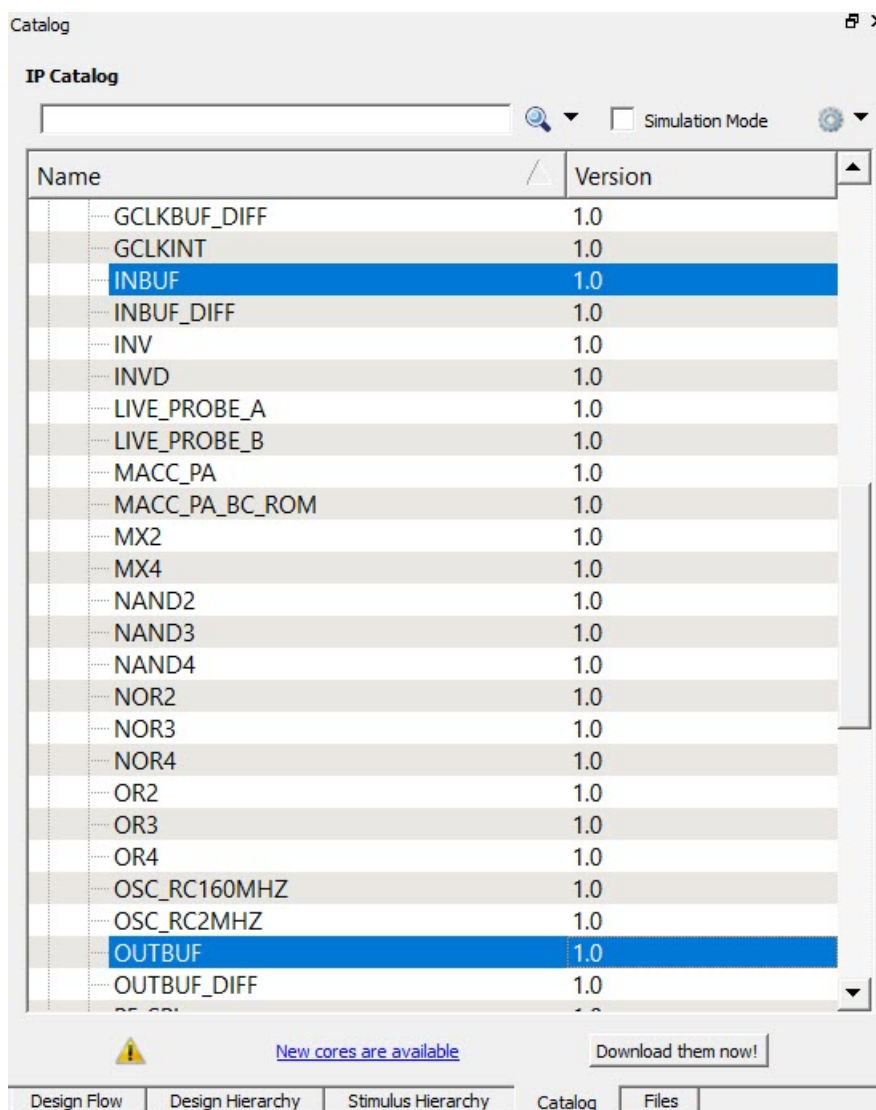 Catalog
IP Catalog
Simulation Mode
Name Version
GCLKBUF_DIFF 1.0
GCLKINT 1.0
INBUF 1.0
INBUF_DIFF 1.0
INV 1.0
INVD 1.0
LIVE_PROBE_A 1.0
LIVE_PROBE_B 1.0
MACC_PA 1.0
MACC_PA_BC_ROM 1.0
MX2 1.0
MX4 1.0
NAND2 1.0
NAND3 1.0
NAND4 1.0
NOR2 1.0
NOR3 1.0
NOR4 1.0
OR2 1.0
OR3 1.0
OR4 1.0
OSC_RC160MHZ 1.0
OSC_RC2MHZ 1.0
OUTBUF 1.0
OUTBUF_DIFF 1.0
New cores are available Download them now!
Design Flow Design Hierarchy Stimulus Hierarchy Catalog Files